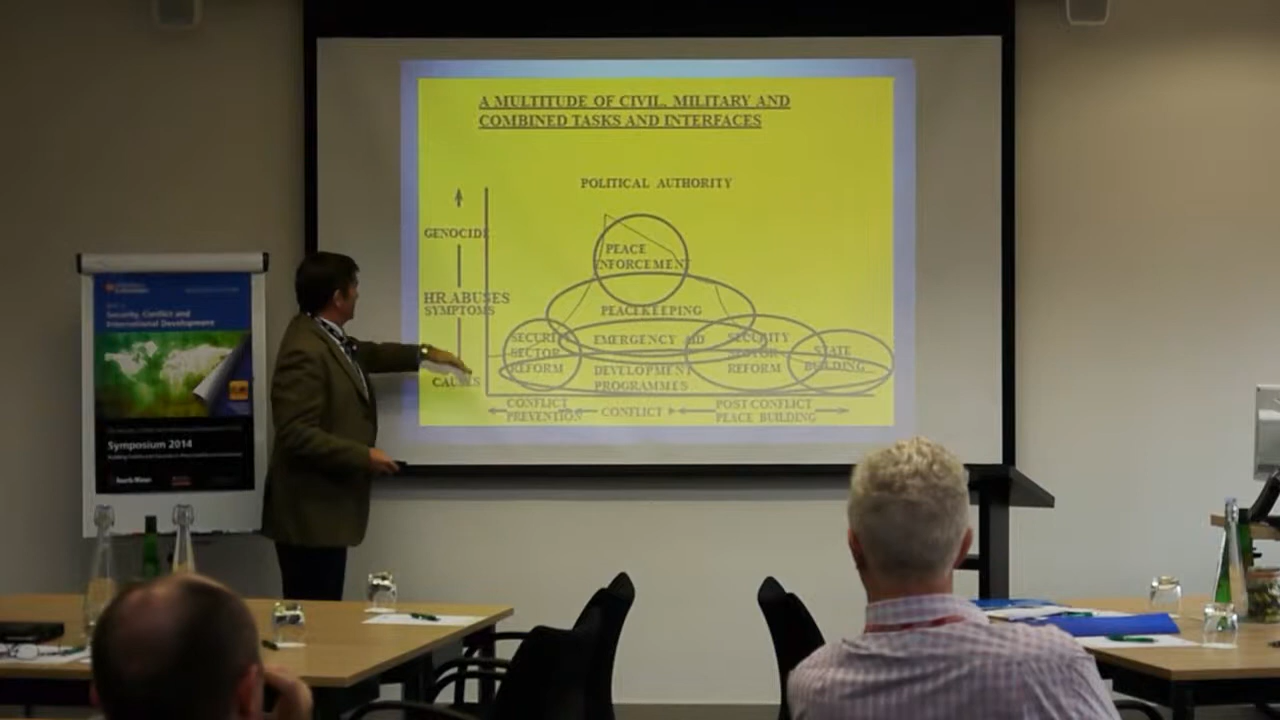 A MULTITUDE OF CIVIL, MILITARY AND
COMBINED TASKS AND INTERFACES
POLITICAL AUTHORITY
GENOCIDE
PEACE
ENFORCEMENT
HR ABUSES
SYMPTOMS
PEACEKEEPING
SECURITY
SECTOR
REFORM
EMERGENCY AID
SECURITY
SECTOR
REFORM
STATE
BUILDING
DEVELOPMENT
PROGRAMMES
CAUSES
CONFLICT
PREVENTION
CONFLICT
POST CONFLICT
PEACE BUILDING
Security, Conflict and
International Development
Symposium 2014